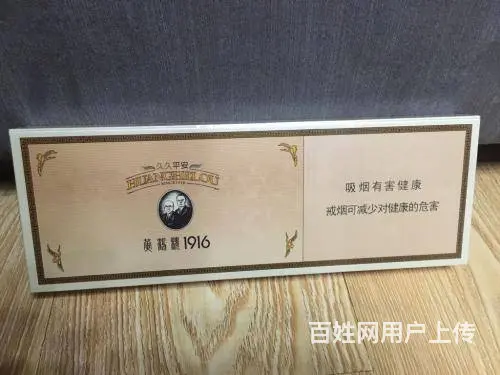 久久平安
HUANGHELOU
黄鹤楼1916
吸烟有害健康
戒烟可减少对健康的危害
百姓网用户上传